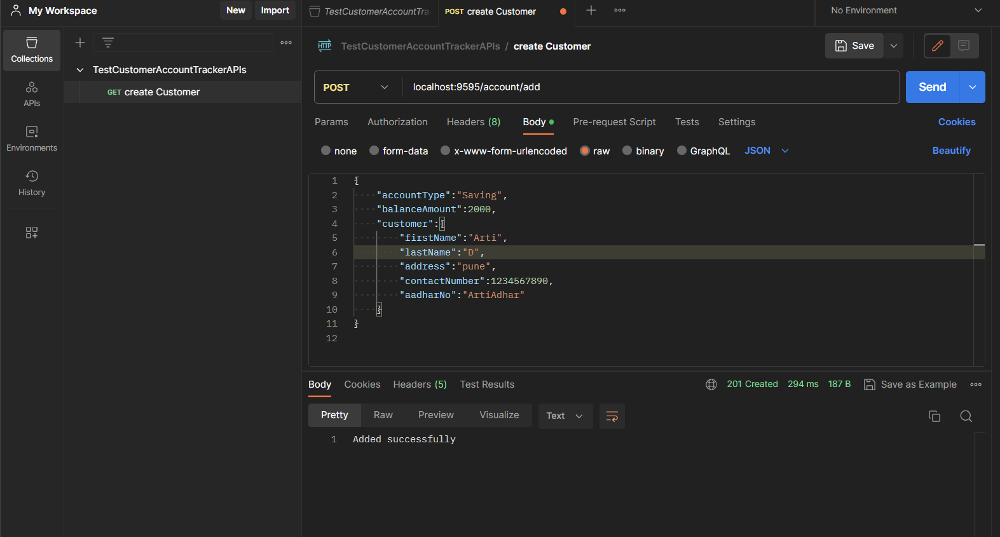 My Workspace
New
Import
TestCustomerAccountTra
POST create Customer
No Environment
Collections
APIs
Environments
History
TestCustomerAccountTrackerAPIs
GET create Customer
HTTP TestCustomerAccountTrackerAPIs / create Customer
Save
POST
localhost:9595/account/add
Send
Params
Authorization
Headers (8)
Body
Pre-request Script
Tests
Settings
Cookies
none
form-data
x-www-form-urlencoded
raw
binary
GraphQL
JSON
Beautify
1 {
2 "accountType":"Saving",
3 "balanceAmount":2000,
4 "customer":{
5 "firstName":"Arti",
6 "lastName":"D",
7 "address":"pune",
8 "contactNumber":1234567890,
9 "aadharNo":"ArtiAdhar"
10 }
11 }
12
Body
Cookies
Headers (5)
Test Results
201 Created
294 ms
187 B
Save as Example
Pretty
Raw
Preview
Visualize
Text
1 Added successfully